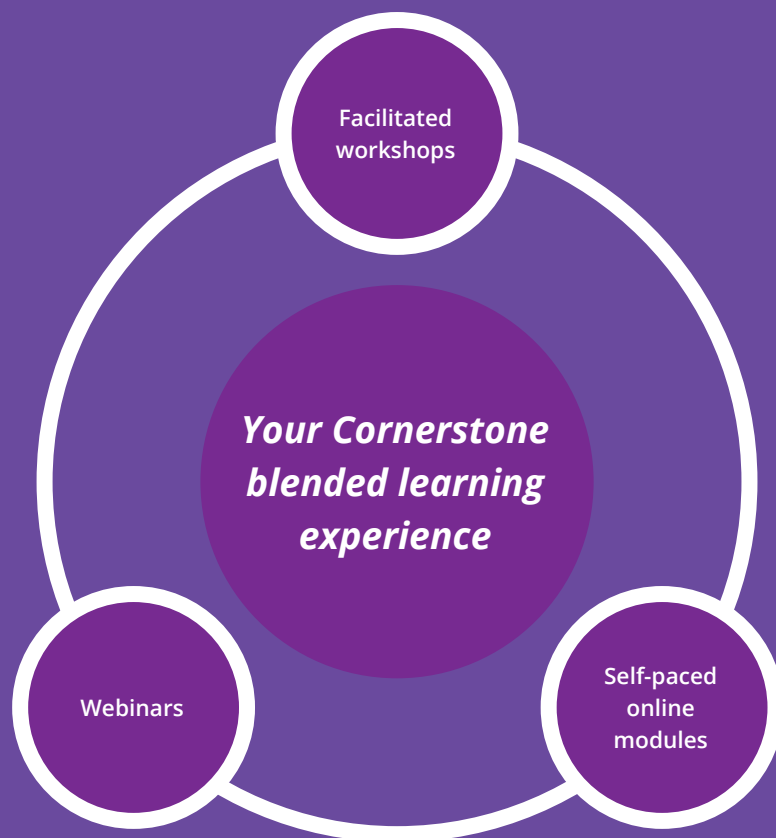 Facilitated
workshops
Your Cornerstone
blended learning
experience
Webinars
Self-paced
online
modules